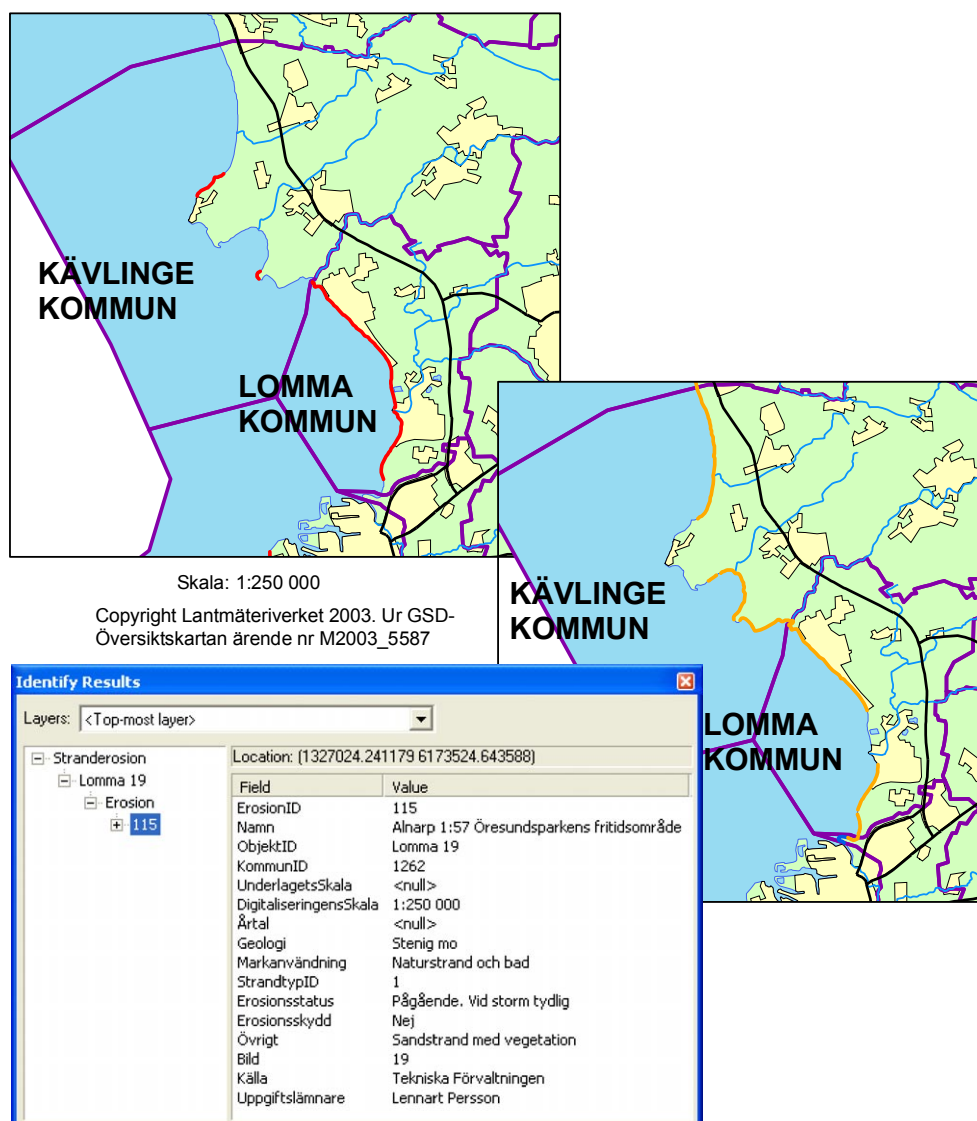 KÄVLINGE
KOMMUN
LOMMA
KOMMUN
Skala: 1:250 000
Copyright Lantmäteriverket 2003. Ur GSD-
Översiktskartan ärende nr M2003_5587
KÄVLINGE
KOMMUN
LOMMA
KOMMUN
Identify Results
Layers: <Top-most layer>
Stranderosion
Lomma 19
Erosion
115
Location: (1327024.241179 6173524.643588)
Field Value
ErosionID 115
Namn Alnarp 1:57 Öresundsparkens fritidsområde
ObjektID Lomma 19
KommunID 1262
UnderlagetsSkala <null>
DigitaliseringensSkala 1:250 000
Årtal <null>
Geologi Stenig mo
Markanvändning Naturstrand och bad
StrandtypID 1
Erosionsstatus Pågående. Vid storm tydlig
Erosionsskydd Nej
Övrigt Sandstrand med vegetation
Bild 19
Källa Tekniska Förvaltningen
Uppgiftslämnare Lennart Persson